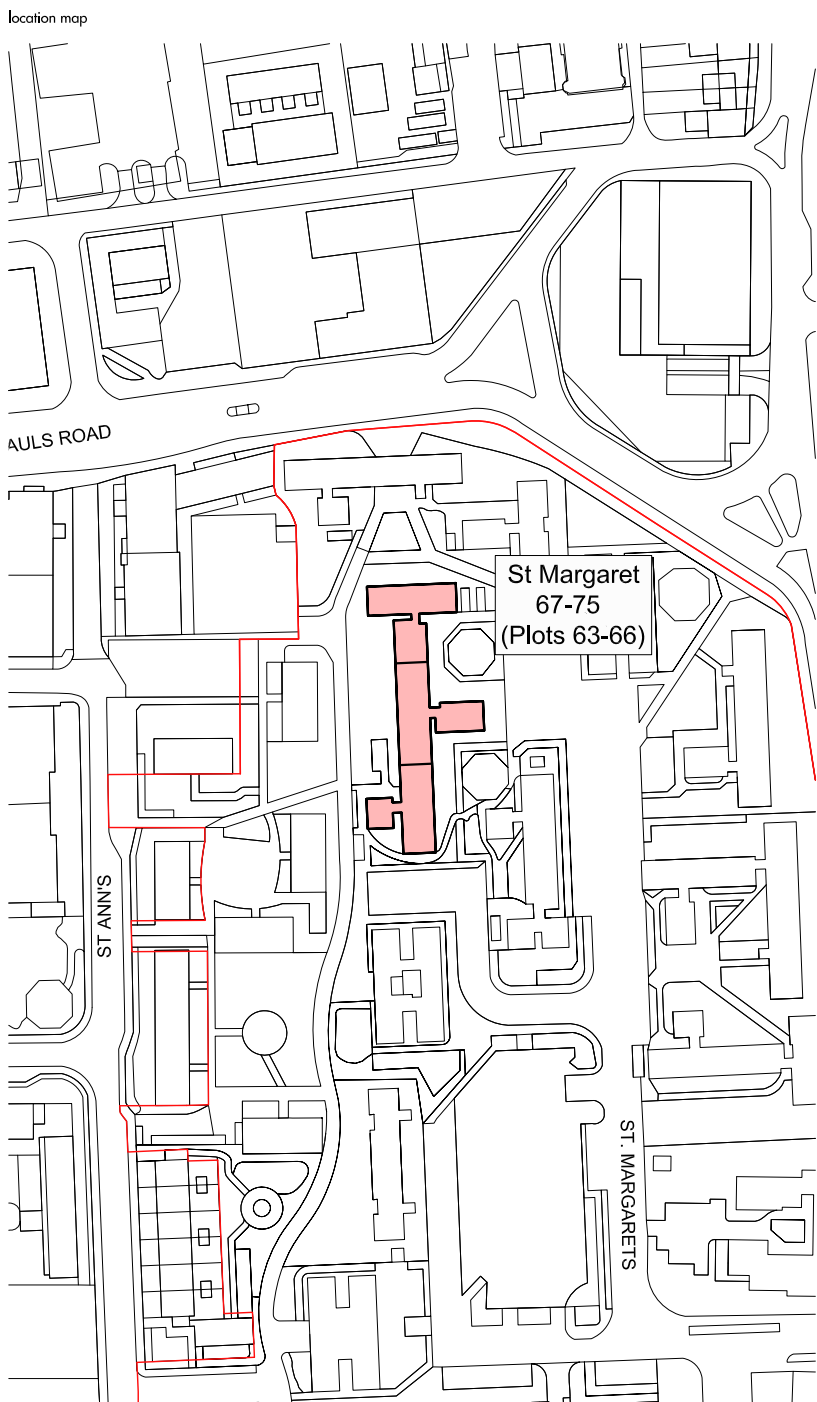 location map
AULS ROAD
St Margaret
67-75
(Plots 63-66)
ST ANN'S
ST. MARGARETS